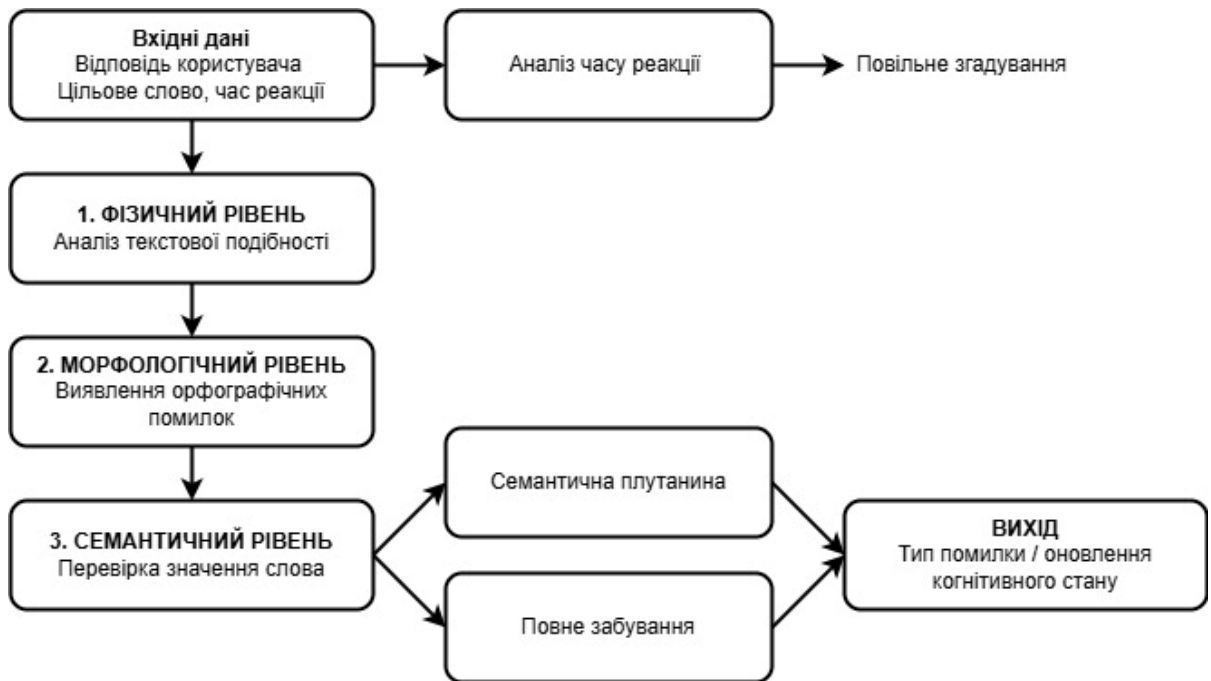 Вхідні дані
Відповідь користувача
Цільове слово, час реакції
Аналіз часу реакції
Повільне згадування
1. ФІЗИЧНИЙ РІВЕНЬ
Аналіз текстової подібності
2. МОРФОЛОГІЧНИЙ РІВЕНЬ
Виявлення орфографічних
помилок
3. СЕМАНТИЧНИЙ РІВЕНЬ
Перевірка значення слова
Семантична плутанина
Повне забування
ВИХІД
Тип помилки / оновлення
когнітивного стану